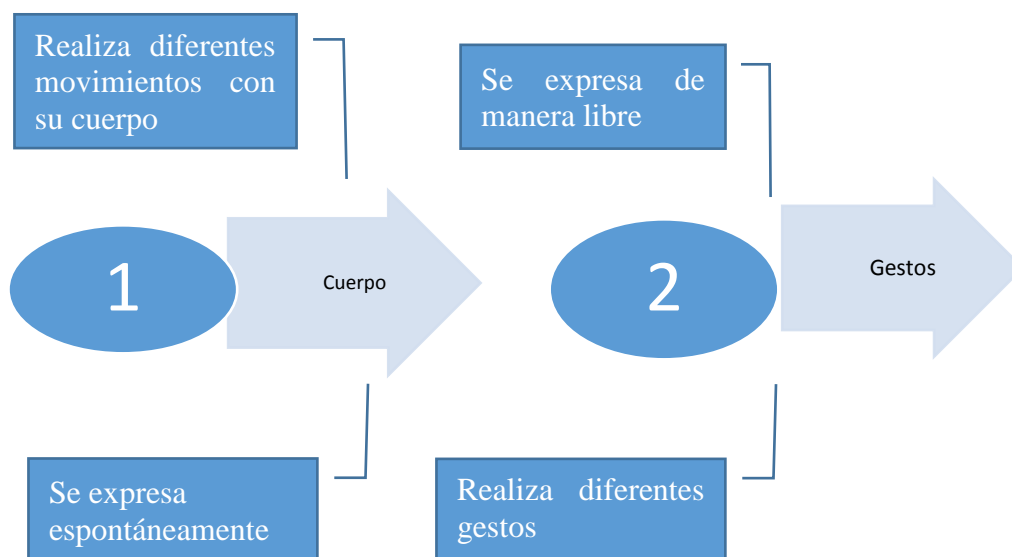 Realiza diferentes
movimientos con
su cuerpo
Se expresa de
manera libre
1
Cuerpo
2
Gestos
Se expresa
espontáneamente
Realiza diferentes
gestos